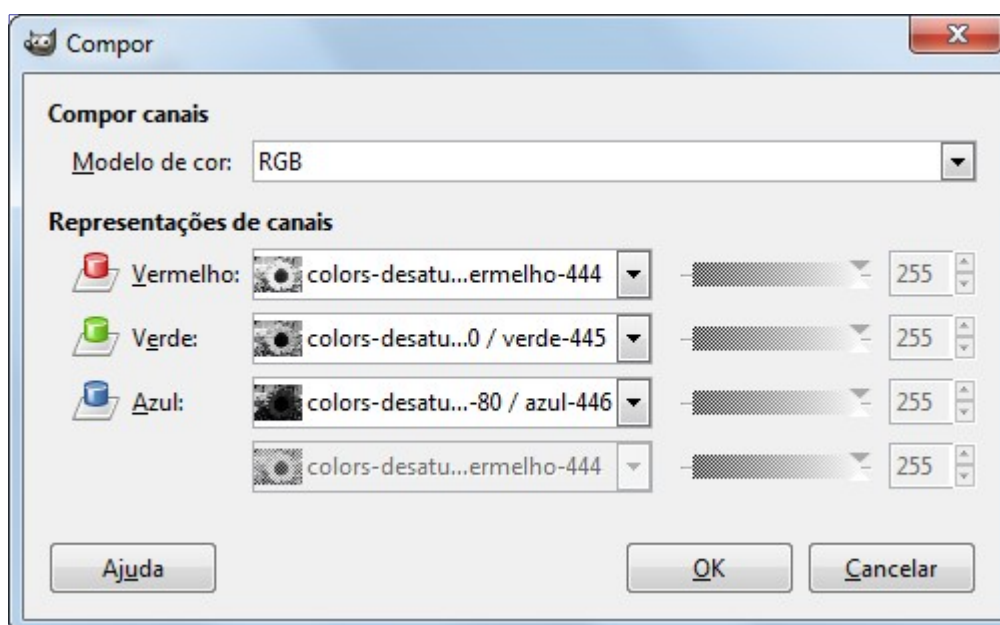 Compor
Compor canais
Modelo de cor: RGB
Representações de canais
Vermelho: colors-desatu...ermelho-444 255
Verde: colors-desatu...0 / verde-445 255
Azul: colors-desatu...-80 / azul-446 255
colors-desatu...ermelho-444 255
Ajuda OK Cancelar